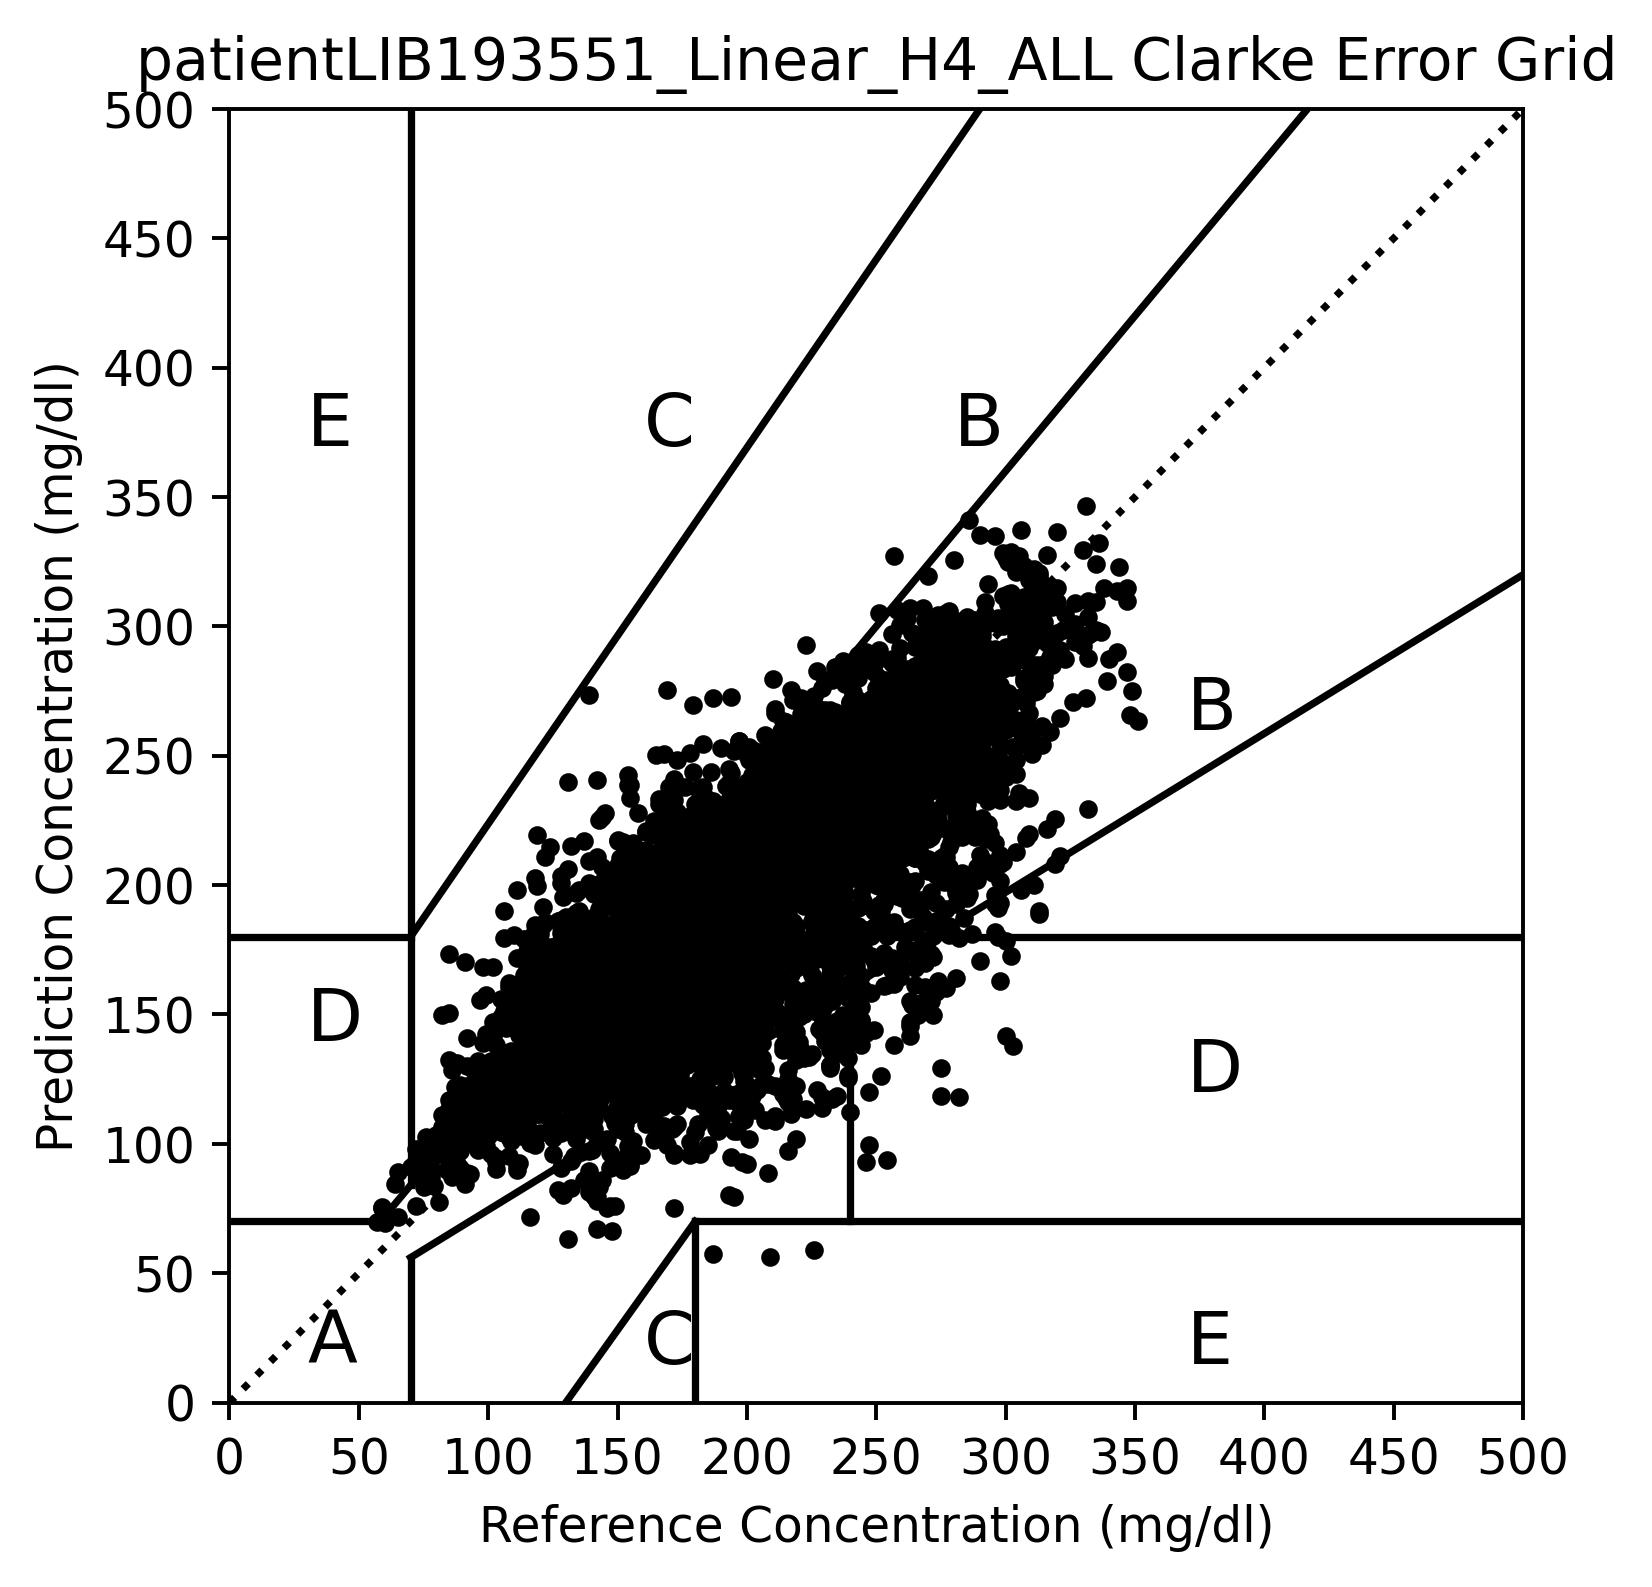 patientLIB193551_Linear_H4_ALL Clarke Error Grid
Prediction Concentration (mg/dl)
500
450
400
350
300
250
200
150
100
50
0
E
C
B
B
D
D
A
C
E
0 50 100 150 200 250 300 350 400 450 500
Reference Concentration (mg/dl)